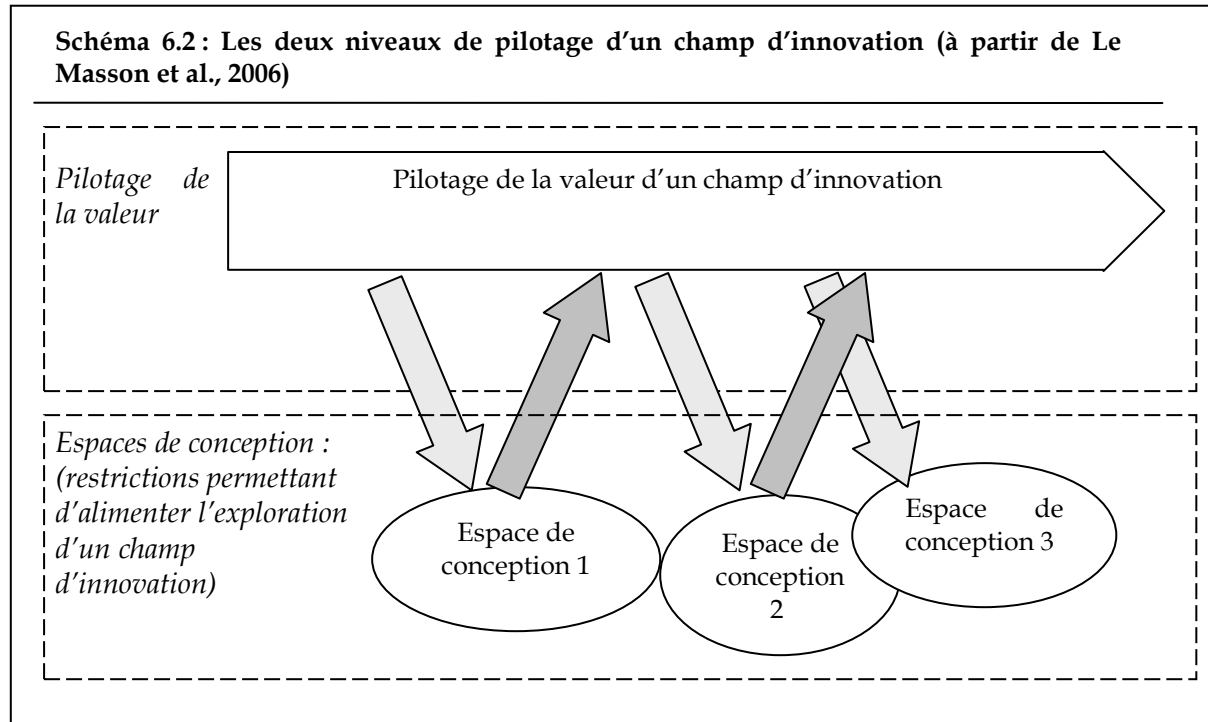 Schéma 6.2 : Les deux niveaux de pilotage d’un champ d’innovation (à partir de Le
Masson et al., 2006)
Pilotage de
la valeur
Pilotage de la valeur d’un champ d’innovation
Espaces de conception :
(restrictions permettant
d’alimenter l’exploration
d’un champ
d’innovation)
Espace de
conception 1
Espace de
conception
2
Espace de
conception 3